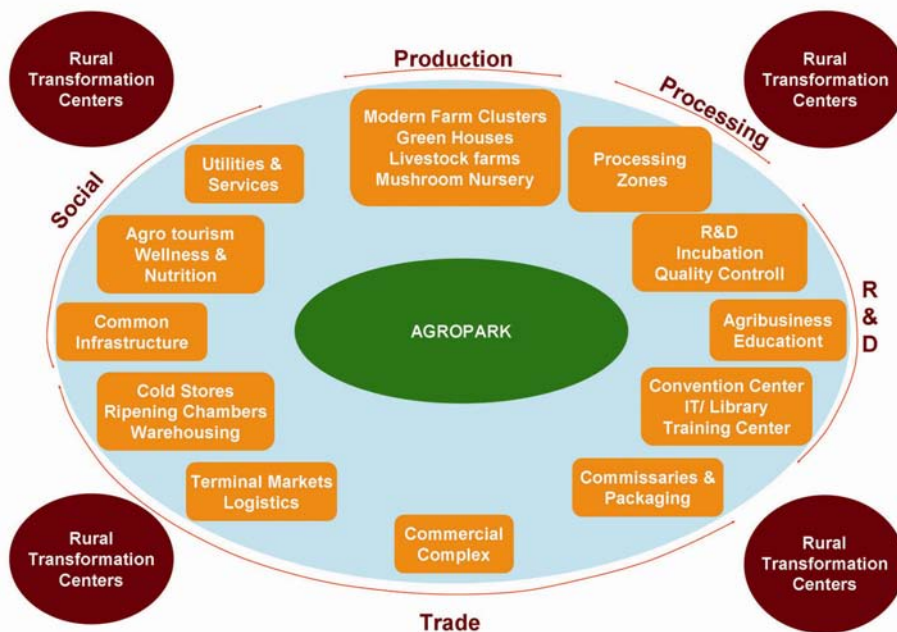 Rural
Transformation
Centers
Production
Rural
Transformation
Centers
Processing
Social
Modern Farm Clusters
Green Houses
Livestock farms
Mushroom Nursery
Utilities &
Services
Processing
Zones
Agro tourism
Wellness &
Nutrition
R&D
Incubation
Quality Controll
R
&
D
Common
Infrastructure
AGROPARK
Agribusiness
Educationt
Cold Stores
Ripening Chambers
Warehousing
Convention Center
IT/ Library
Training Center
Terminal Markets
Logistics
Commissaries &
Packaging
Commercial
Complex
Rural
Transformation
Centers
Rural
Transformation
Centers
Trade